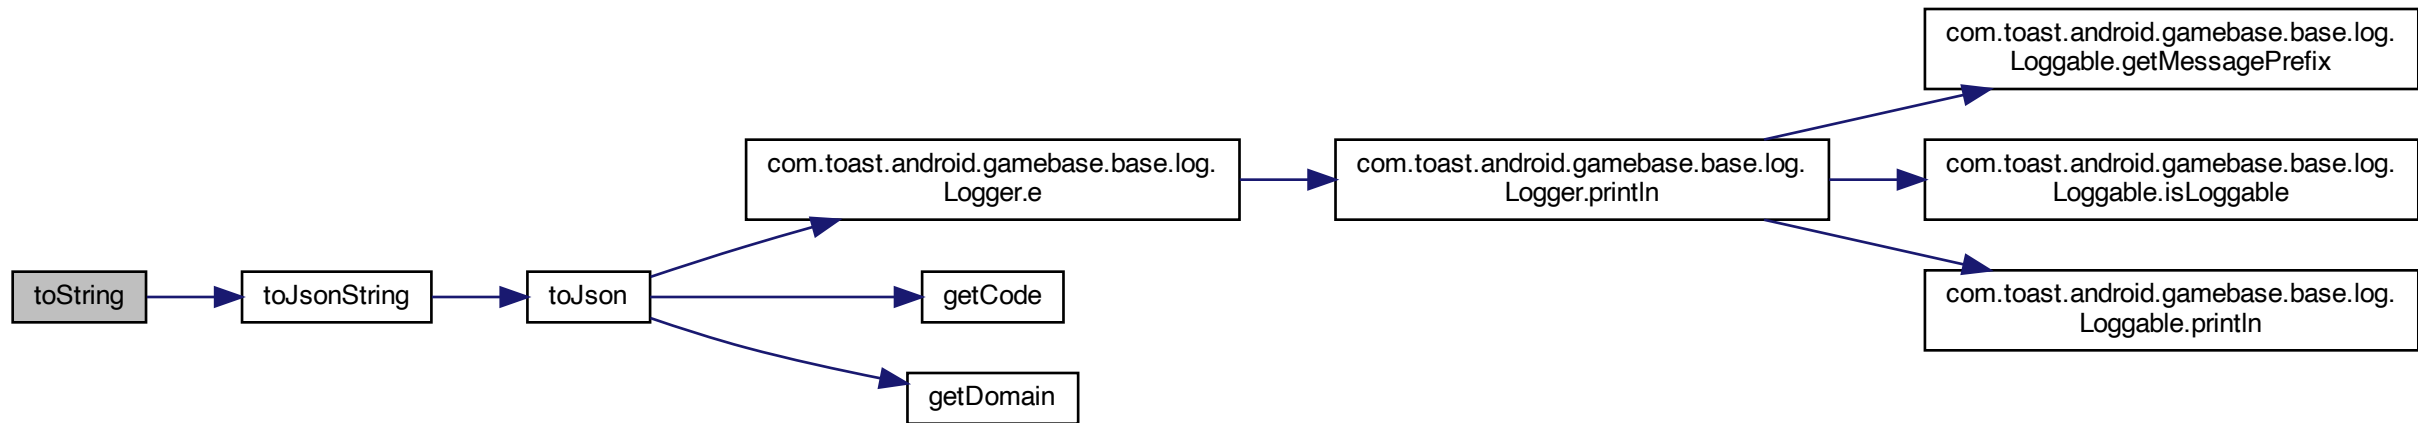 toString
toJsonString
toJson
com.toast.android.gamebase.base.log.
Logger.e
getCode
getDomain
com.toast.android.gamebase.base.log.
Logger.println
com.toast.android.gamebase.base.log.
Loggable.getMessagePrefix
com.toast.android.gamebase.base.log.
Loggable.isLoggable
com.toast.android.gamebase.base.log.
Loggable.println